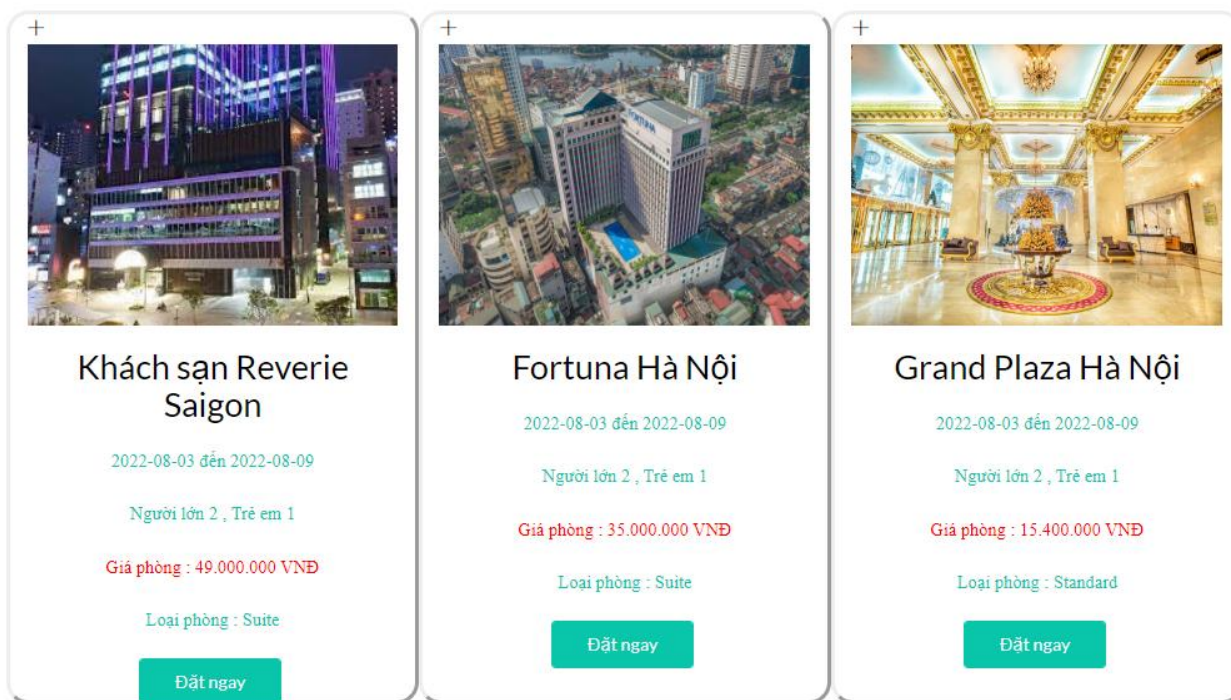 Khách sạn Reverie
Saigon
2022-08-03 đến 2022-08-09
Người lớn 2 , Trẻ em 1
Giá phòng : 49.000.000 VNĐ
Loại phòng : Suite
Đặt ngay
FORTUNA
Fortuna Hà Nội
2022-08-03 đến 2022-08-09
Người lớn 2 , Trẻ em 1
Giá phòng : 35.000.000 VNĐ
Loại phòng : Suite
Đặt ngay
Grand Plaza Hà Nội
2022-08-03 đến 2022-08-09
Người lớn 2 , Trẻ em 1
Giá phòng : 15.400.000 VNĐ
Loại phòng : Standard
Đặt ngay